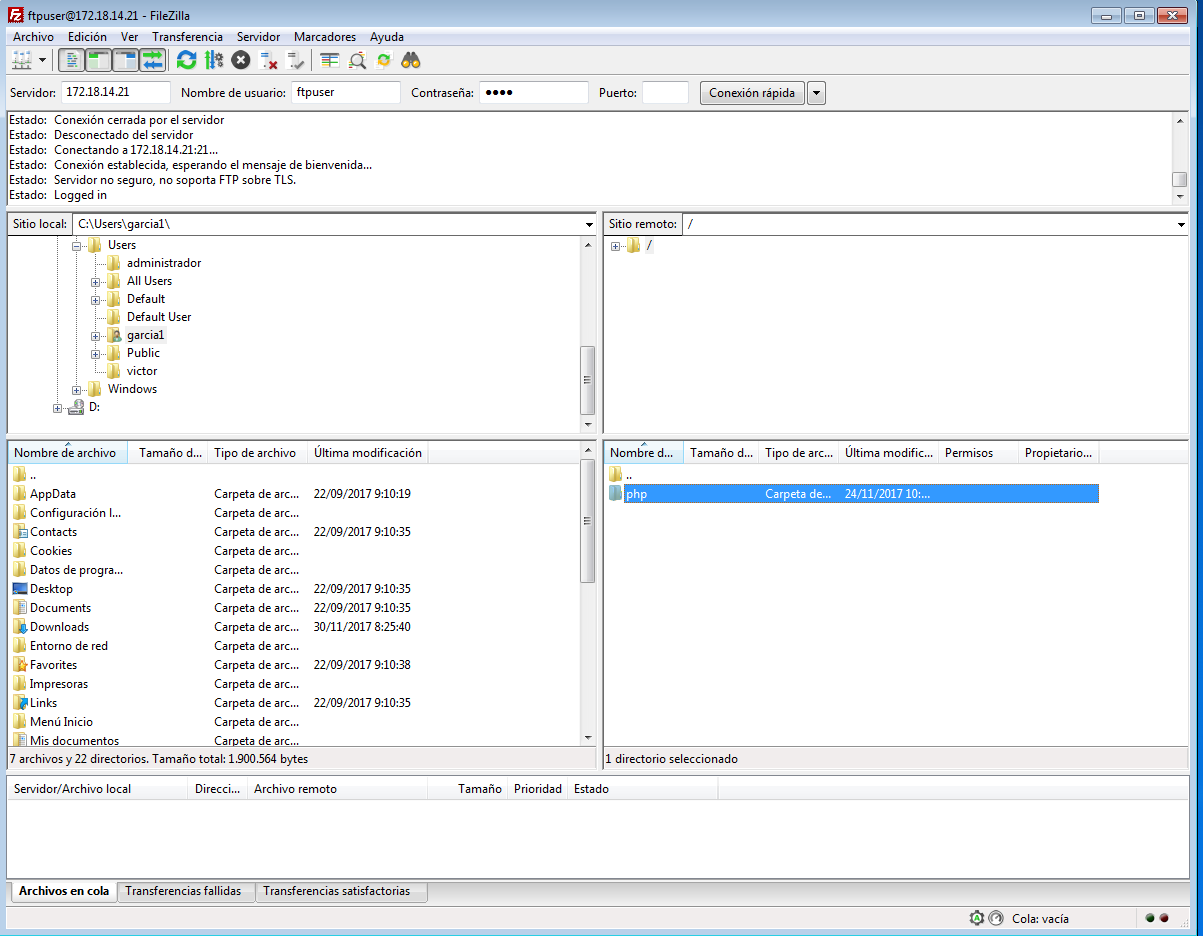 ftpuser@172.18.14.21 - FileZilla
Archivo Edición Ver Transferencia Servidor Marcadores Ayuda
Servidor: 172.18.14.21 Nombre de usuario: ftpuser Contraseña: ●●●● Puerto: Conexión rápida
Estado: Conexión cerrada por el servidor
Estado: Desconectado del servidor
Estado: Conectando a 172.18.14.21:21...
Estado: Conexión establecida, esperando el mensaje de bienvenida...
Estado: Servidor no seguro, no soporta FTP sobre TLS.
Estado: Logged in
Sitio local: C:\Users\garcia1\
Users
administrador
All Users
Default
Default User
garcia1
Public
victor
Windows
D:
Sitio remoto: /
/
Nombre de archivo Tamaño d... Tipo de archivo Última modificación
..
AppData Carpeta de arc... 22/09/2017 9:10:19
Configuración l... Carpeta de arc...
Contacts Carpeta de arc... 22/09/2017 9:10:35
Cookies Carpeta de arc...
Datos de progra... Carpeta de arc...
Desktop Carpeta de arc... 22/09/2017 9:10:35
Documents Carpeta de arc... 22/09/2017 9:10:35
Downloads Carpeta de arc... 30/11/2017 8:25:40
Entorno de red Carpeta de arc...
Favorites Carpeta de arc... 22/09/2017 9:10:38
Impresoras Carpeta de arc...
Links Carpeta de arc... 22/09/2017 9:10:35
Menú Inicio Carpeta de arc...
Mis documentos Carpeta de arc...
7 archivos y 22 directorios. Tamaño total: 1.900.564 bytes
Nombre d... Tamaño d... Tipo de arc... Última modific... Permisos Propietario...
..
php Carpeta de... 24/11/2017 10:...
1 directorio seleccionado
Servidor/Archivo local Direcci... Archivo remoto Tamaño Prioridad Estado
Archivos en cola Transferencias fallidas Transferencias satisfactorias
Cola: vacía